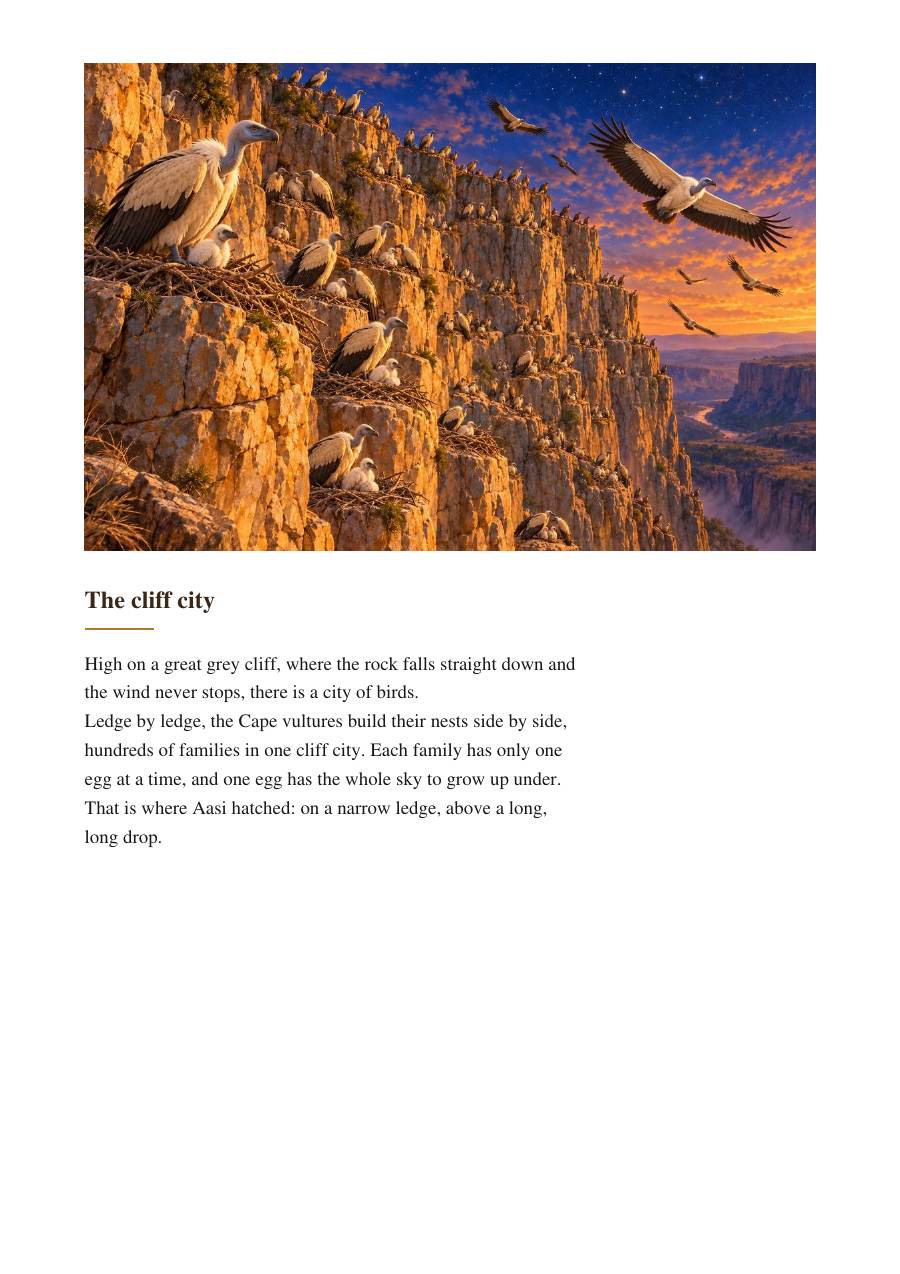 The cliff city
High on a great grey cliff, where the rock falls straight down and
the wind never stops, there is a city of birds.
Ledge by ledge, the Cape vultures build their nests side by side,
hundreds of families in one cliff city. Each family has only one
egg at a time, and one egg has the whole sky to grow up under.
That is where Aasi hatched: on a narrow ledge, above a long,
long drop.